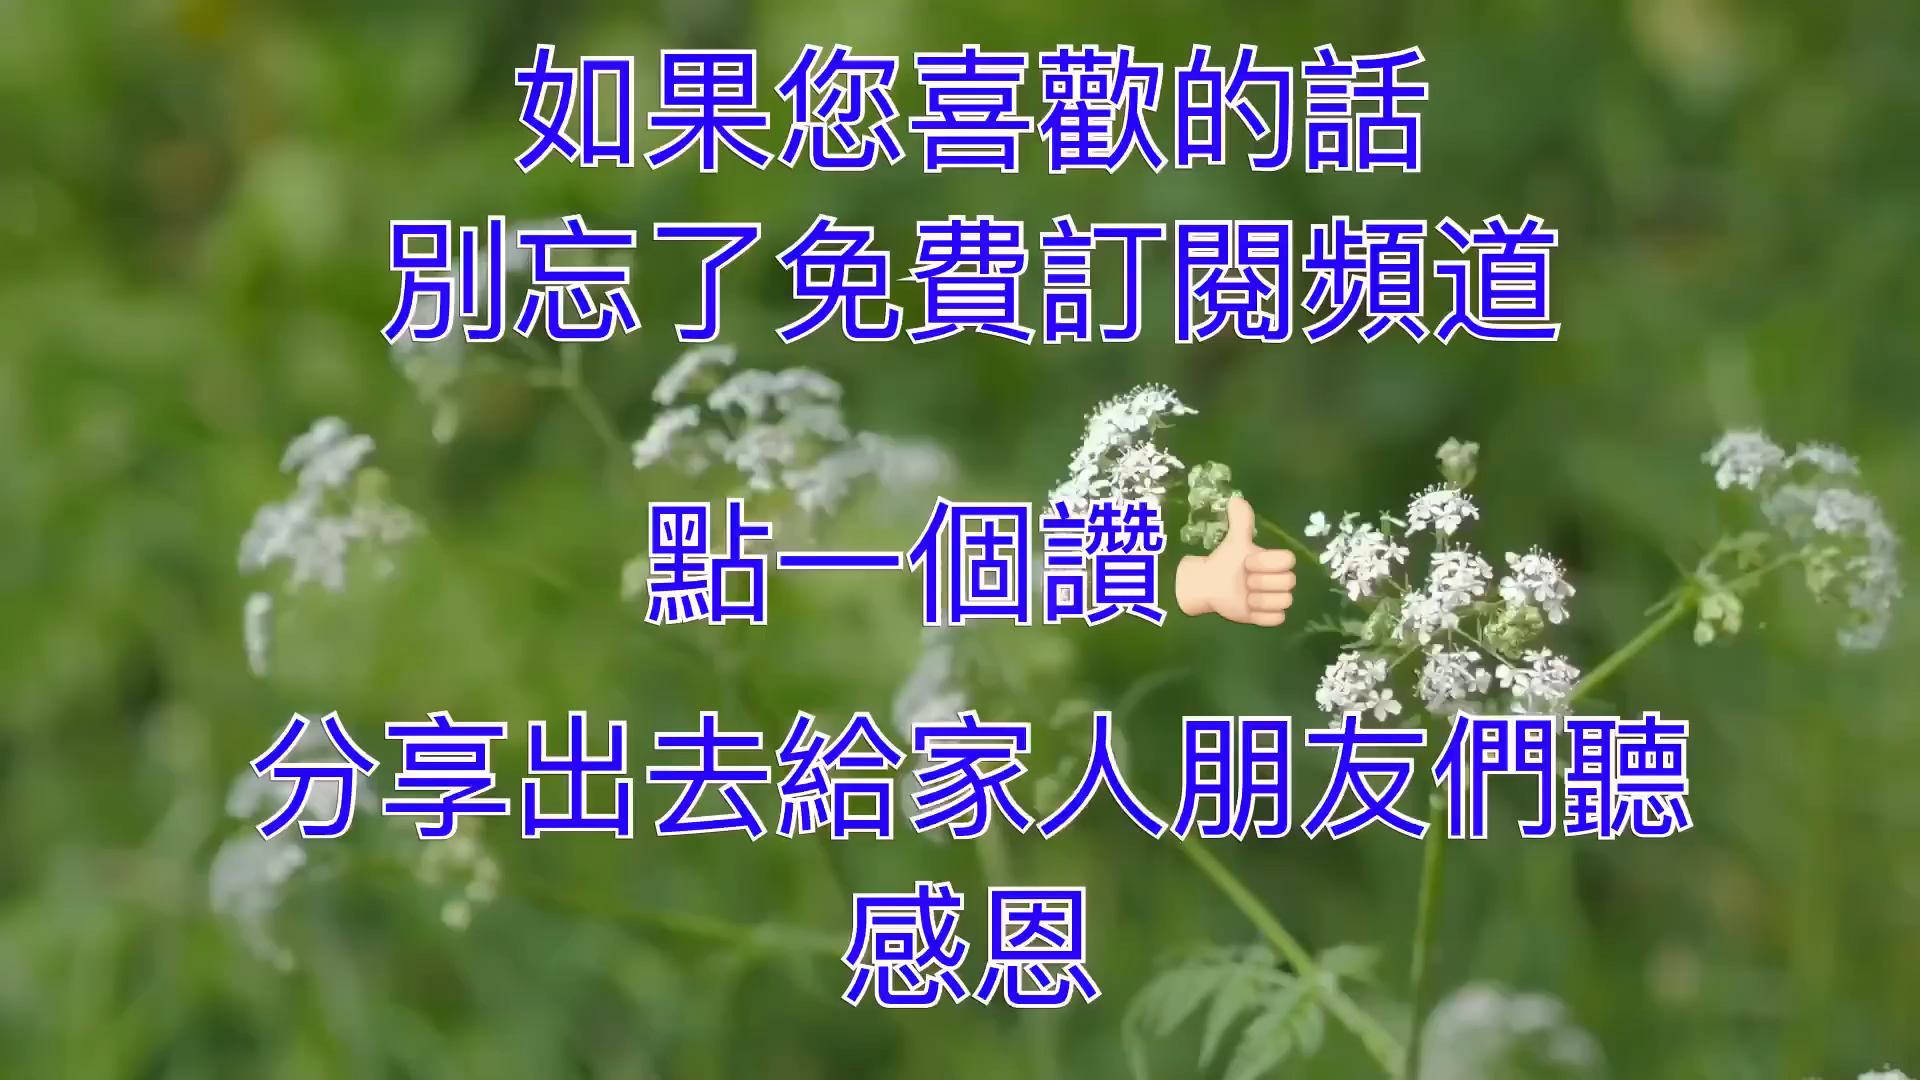 如果您喜歡的話
別忘了免費訂閱頻道
點一個讚👍🏻
分享出去給家人朋友們聽
感恩